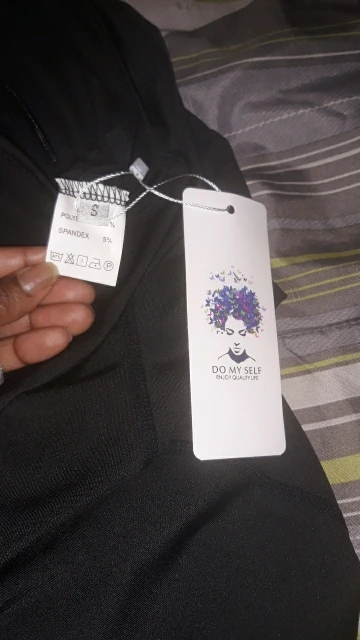 S
POLYE %
SPANDEX 5%
DO MY SELF
ENJOY QUALITY LIFE